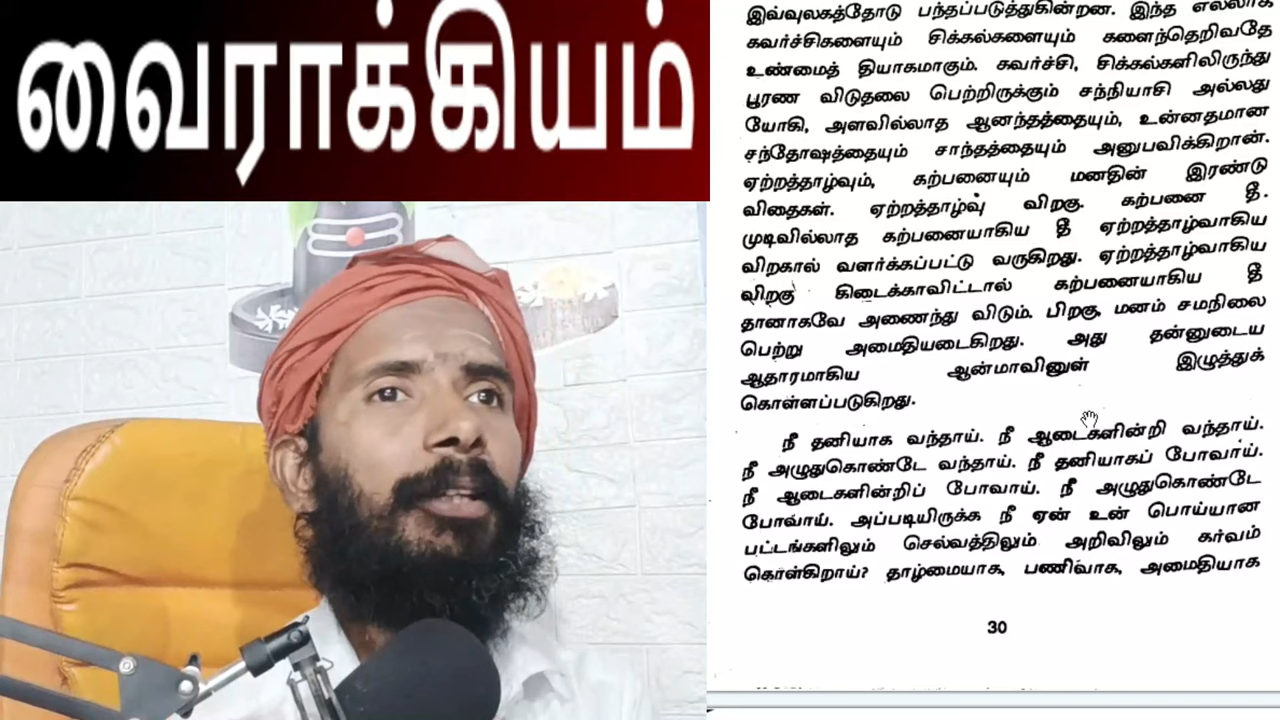 வைராக்கியம்
இவ்வுலகத்தோடு பந்தப்படுத்துகின்றன. இந்த எல்லாக்
கவர்ச்சிகளையும் சிக்கல்களையும் களைந்தெறிவதே
உண்மைத் தியாகமாகும். கவர்ச்சி, சிக்கல்களிலிருந்து
பூரண விடுதலை பெற்றிருக்கும் சந்நியாசி அல்லது
யோகி, அளவில்லாத ஆனந்தத்தையும், உன்னதமான
சந்தோஷத்தையும் சாந்தத்தையும் அனுபவிக்கிறான்.
ஏற்றத்தாழ்வும், கற்பனையும் மனதின் இரண்டு
விதைகள். ஏற்றத்தாழ்வு விறகு. கற்பனை தீ.
முடிவில்லாத கற்பனையாகிய தீ ஏற்றத்தாழ்வாகிய
விறகால் வளர்க்கப்பட்டு வருகிறது. ஏற்றத்தாழ்வாகிய
விறகு கிடைக்காவிட்டால் கற்பனையாகிய தீ
தானாகவே அணைந்து விடும். பிறகு, மனம் சமநிலை
பெற்று அமைதியடைகிறது. அது தன்னுடைய
ஆதாரமாகிய ஆன்மாவினுள் இழுத்துக்
கொள்ளப்படுகிறது.
நீ தனியாக வந்தாய். நீ ஆடைகளின்றி வந்தாய்.
நீ அழுதுகொண்டே வந்தாய். நீ தனியாகப் போவாய்.
நீ ஆடைகளின்றிப் போவாய். நீ அழுதுகொண்டே
போவாய். அப்படியிருக்க நீ ஏன் உன் பொய்யான
பட்டங்களிலும் செல்வத்திலும் அறிவிலும் கர்வம்
கொள்கிறாய்? தாழ்மையாக, பணிவாக, அமைதியாக
30